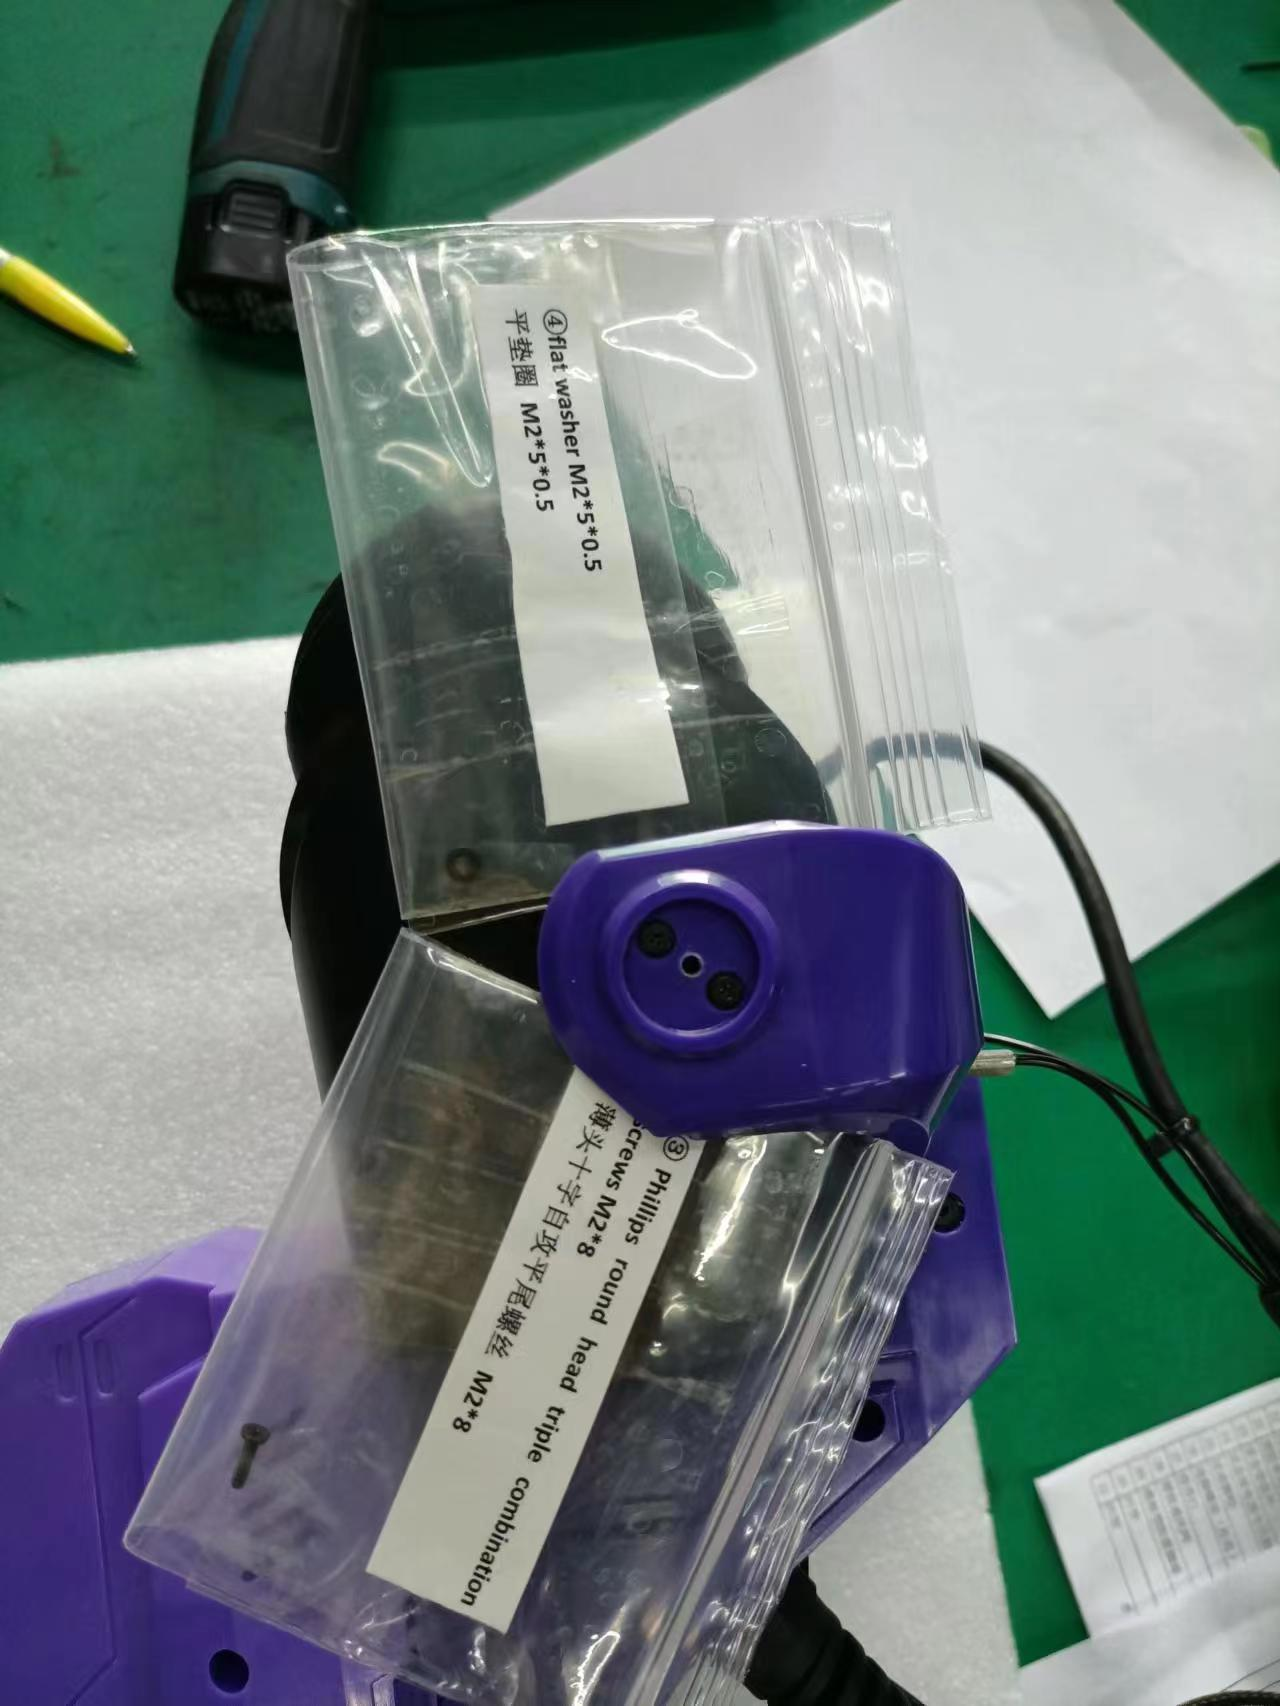 ④flat washer M2*5*0.5
平垫圈 M2*5*0.5
③ Phillips round head triple combination
screws M2*8
薄头十字自攻平尾螺丝 M2*8